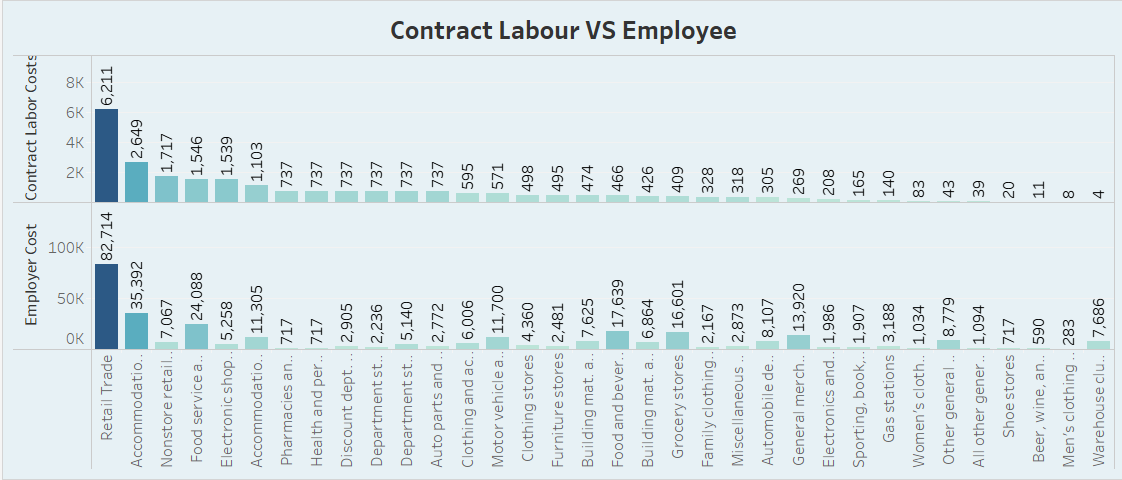 Contract Labour VS Employee
Contract Labor Costs
8K
6K
4K
2K
6,211
2,649
1,717
1,546
1,539
1,103
737
737
737
737
737
737
595
571
498
495
474
466
426
409
328
318
305
269
208
165
140
83
43
39
20
11
8
4
Employer Cost
100K
50K
0K
82,714
35,392
7,067
24,088
5,258
11,305
717
717
2,905
2,236
5,140
2,772
6,006
11,700
4,360
2,481
7,625
17,639
6,864
16,601
2,167
2,873
8,107
13,920
1,986
1,907
3,188
1,034
8,779
1,094
717
590
283
7,686
Retail Trade
Accommodatio..
Nonstore retail..
Food service a..
Electronic shop..
Accommodatio..
Pharmacies an..
Health and per..
Discount dept..
Department st..
Department st..
Auto parts and ..
Clothing and ac..
Motor vehicle a..
Clothing stores
Furniture stores
Building mat. a..
Food and bever..
Building mat. a..
Grocery stores
Family clothing..
Miscellaneous ..
Automobile de..
General merch..
Electronics and..
Sporting, book,..
Gas stations
Women's cloth..
Other general ..
All other gener..
Shoe stores
Beer, wine, an..
Men's clothing ..
Warehouse clu..